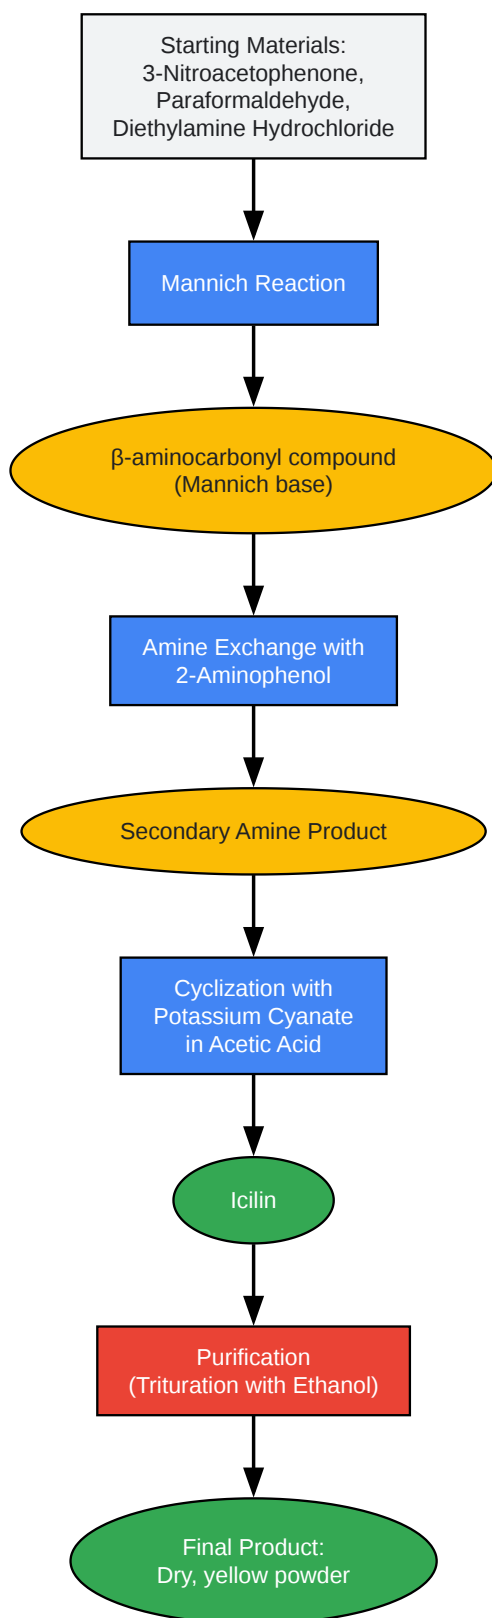 Starting Materials:
3-Nitroacetophenone,
Paraformaldehyde,
Diethylamine Hydrochloride
Mannich Reaction
β-aminocarbonyl compound
(Mannich base)
Amine Exchange with
2-Aminophenol
Secondary Amine Product
Cyclization with
Potassium Cyanate
in Acetic Acid
Icilin
Purification
(Trituration with Ethanol)
Final Product:
Dry, yellow powder